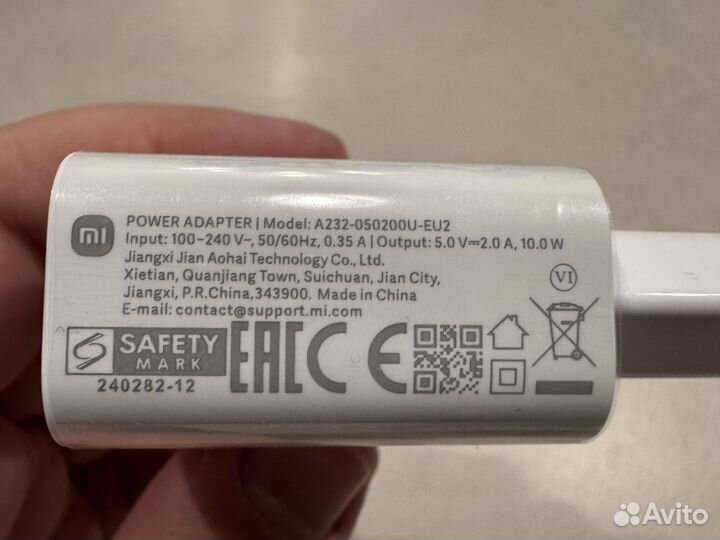 mi
POWER ADAPTER | Model: A232-050200U-EU2
Input: 100-240 V~, 50/60Hz, 0.35 A | Output: 5.0 V⎓2.0 A, 10.0 W
Jiangxi Jian Aohai Technology Co., Ltd.
Xietian, Quanjiang Town, Suichuan, Jian City,
Jiangxi, P.R.China,343900. Made in China
E-mail: contact@support.mi.com
VI
S SAFETY
MARK
240282-12
EAC CE
Avito